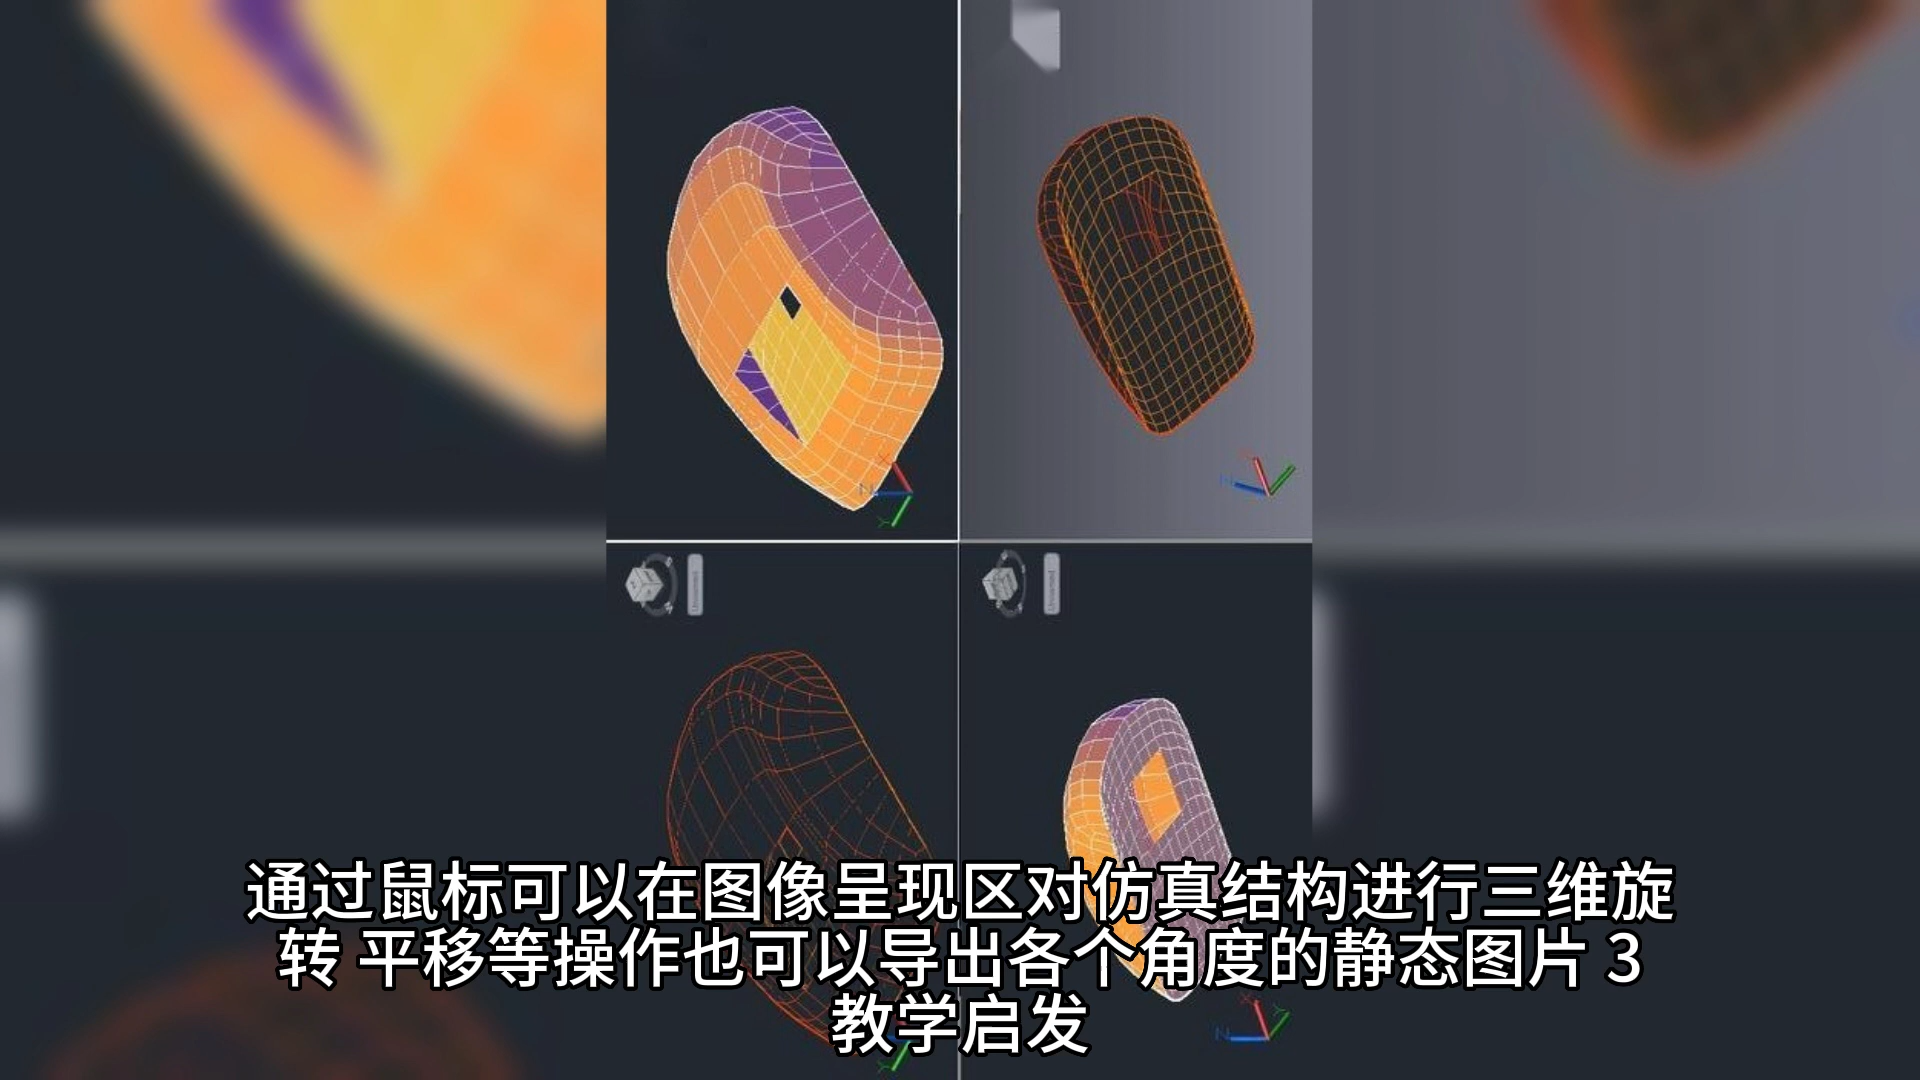 通过鼠标可以在图像呈现区对仿真结构进行三维旋
转 平移等操作也可以导出各个角度的静态图片 3
教学启发